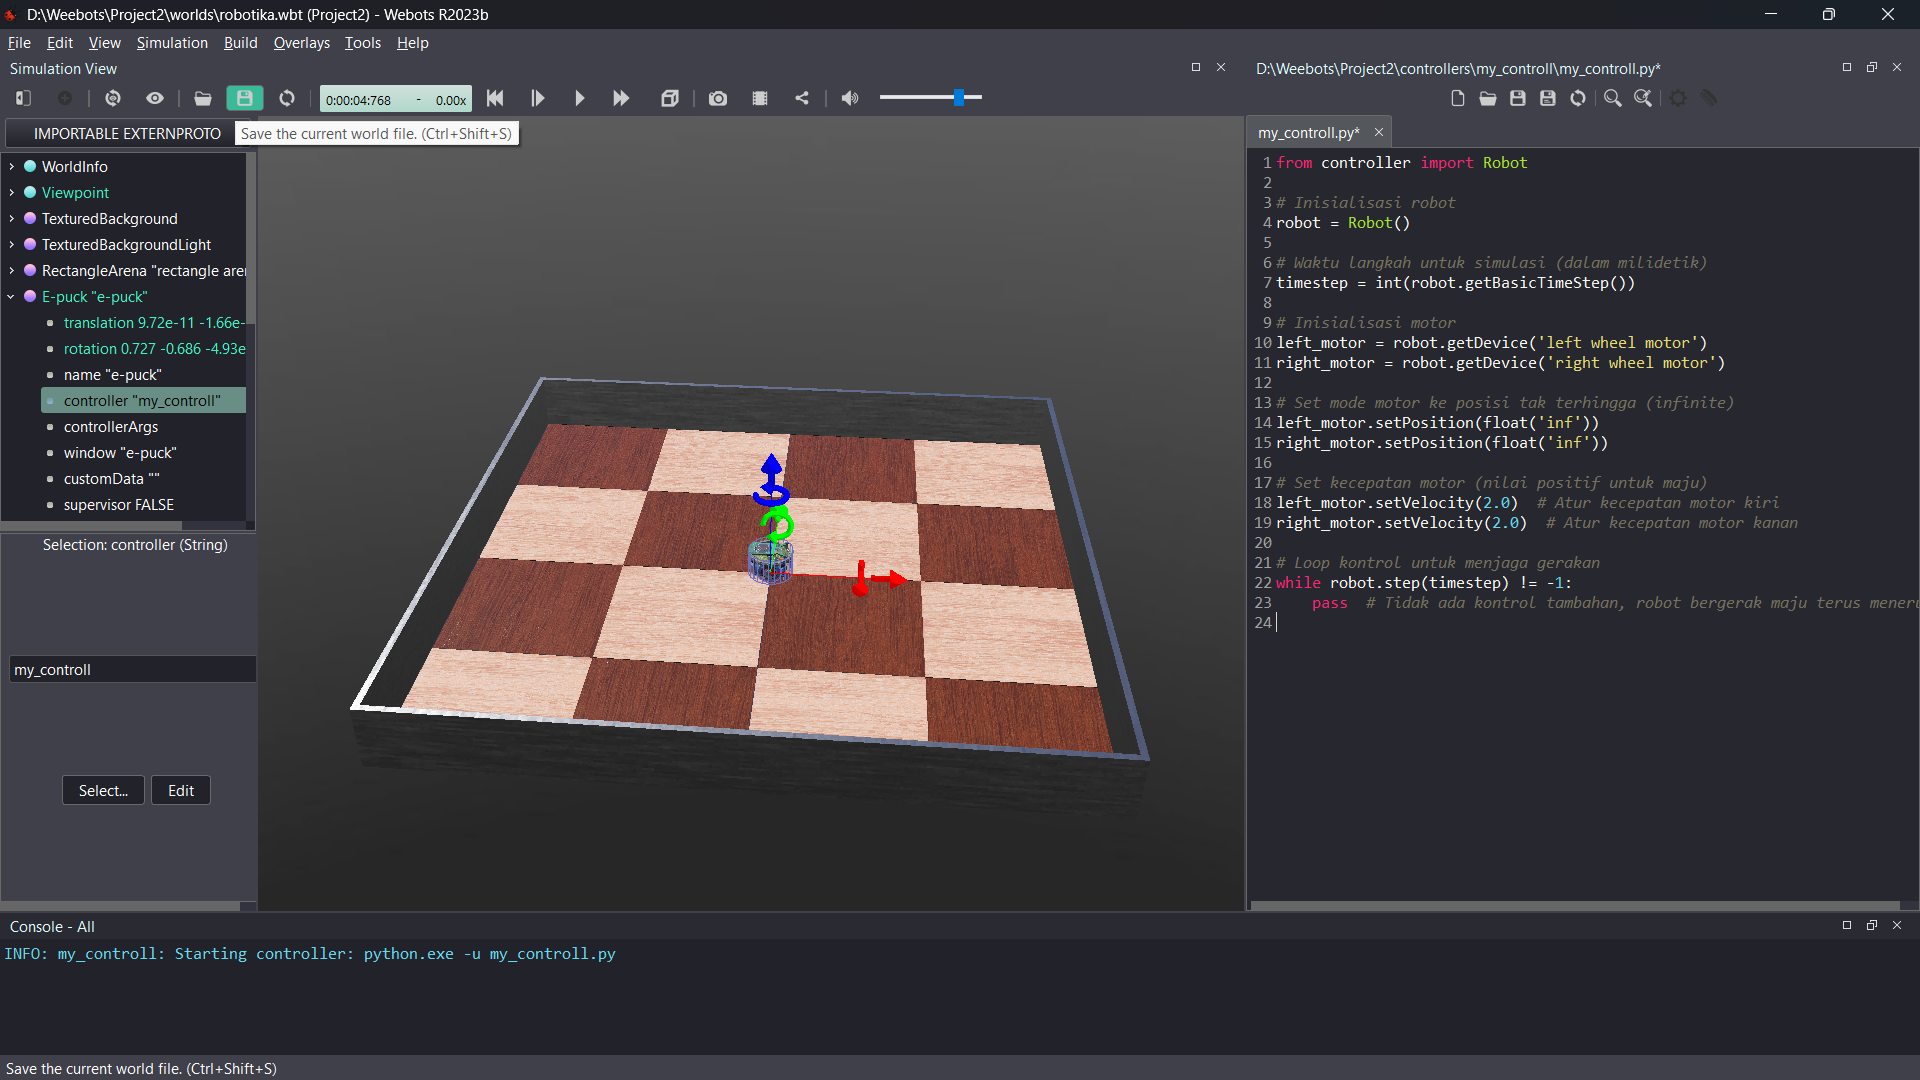 D:\Weebots\Project2\worlds\robotika.wbt (Project2) - Webots R2023b
File Edit View Simulation Build Overlays Tools Help
Simulation View
0:00:04:768 - 0.00x
IMPORTABLE EXTERNPROTO
Save the current world file. (Ctrl+Shift+S)
WorldInfo
Viewpoint
TexturedBackground
TexturedBackgroundLight
RectangleArena "rectangle are
E-puck "e-puck"
translation 9.72e-11 -1.66e-
rotation 0.727 -0.686 -4.93e
name "e-puck"
controller "my_controll"
controllerArgs
window "e-puck"
customData ""
supervisor FALSE
Selection: controller (String)
my_controll
Select... Edit
D:\Weebots\Project2\controllers\my_controll\my_controll.py*
my_controll.py*
1 from controller import Robot
2
3 # Inisialisasi robot
4 robot = Robot()
5
6 # Waktu langkah untuk simulasi (dalam milidetik)
7 timestep = int(robot.getBasicTimeStep())
8
9 # Inisialisasi motor
10 left_motor = robot.getDevice('left wheel motor')
11 right_motor = robot.getDevice('right wheel motor')
12
13 # Set mode motor ke posisi tak terhingga (infinite)
14 left_motor.setPosition(float('inf'))
15 right_motor.setPosition(float('inf'))
16
17 # Set kecepatan motor (nilai positif untuk maju)
18 left_motor.setVelocity(2.0)  # Atur kecepatan motor kiri
19 right_motor.setVelocity(2.0)  # Atur kecepatan motor kanan
20
21 # Loop kontrol untuk menjaga gerakan
22 while robot.step(timestep) != -1:
23     pass  # Tidak ada kontrol tambahan, robot bergerak maju terus meneru
24
Console - All
INFO: my_controll: Starting controller: python.exe -u my_controll.py
Save the current world file. (Ctrl+Shift+S)